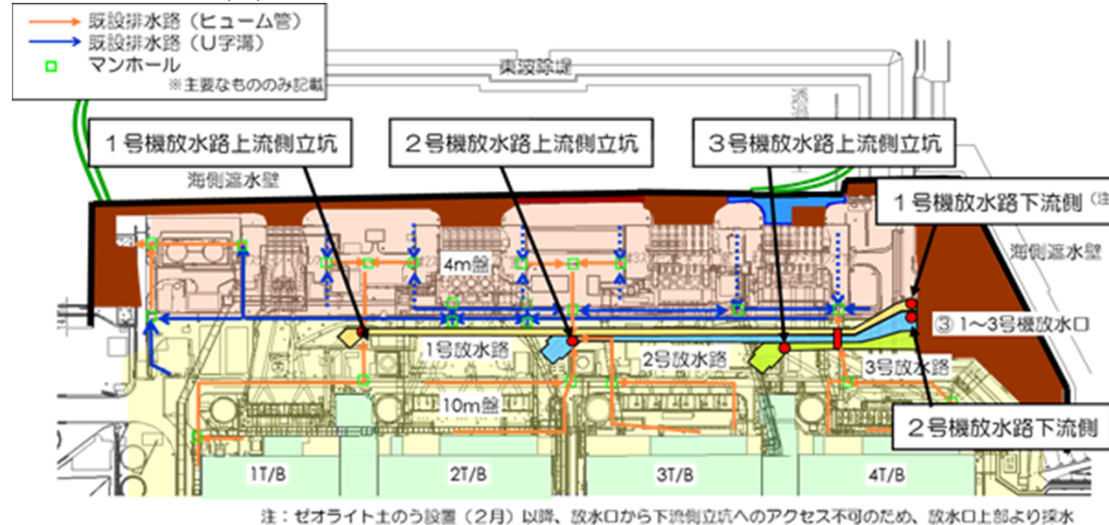 既設排水路(ヒューム管)
既設排水路(U字溝)
マンホール
※主要なもののみ記載
東波除堤
1号機放水路上流側立坑
2号機放水路上流側立坑
3号機放水路上流側立坑
海側遮水壁
1号機放水路下流側(注
海側遮水壁
4m盤
③ 1~3号機放水口
1号放水路
2号放水路
3号放水路
10m盤
2号機放水路下流側
1T/B
2T/B
3T/B
4T/B
注:ゼオライト土のう設置(2月)以降、放水口から下流側立坑へのアクセス不可のため、放水口上部より採水